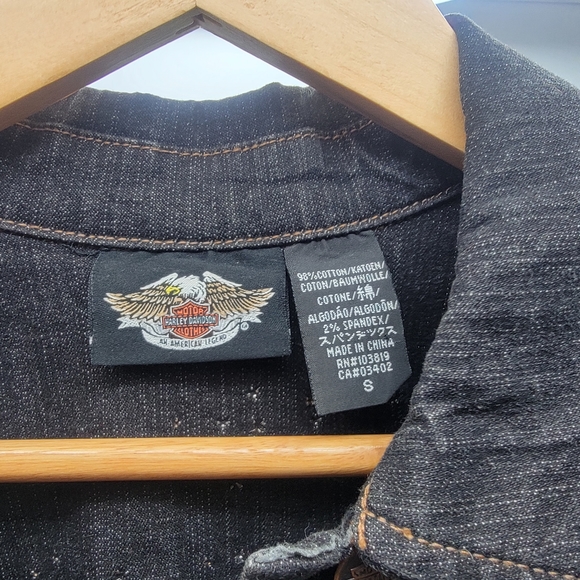 MOTOR
HARLEY-DAVIDSON
CLOTHES
AN AMERICAN LEGEND
®
98%COTTON/KATOEN/
COTON/BAUMWOLLE/
COTONE/綿/
ALGODÃO/ALGODÓN/
2% SPANDEX/
スパンデックス
MADE IN CHINA
RN#103819
CA#03402
S